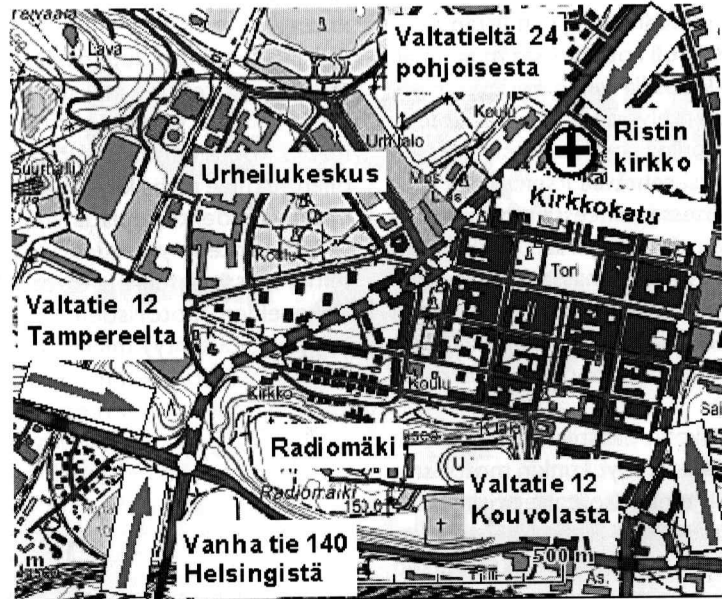 Lava
Valtatieltä 24
pohjoisesta
Koulu
Ristin
kirkko
Urheilukeskus
Kirkkokatu
Koulu
Tori
Valtatie 12
Tampereelta
Kirkko
Koulu
Radiomäki
Radiomäki
U
Valtatie 12
Kouvolasta
Vanha tie 140
Helsingistä
500 m
As.